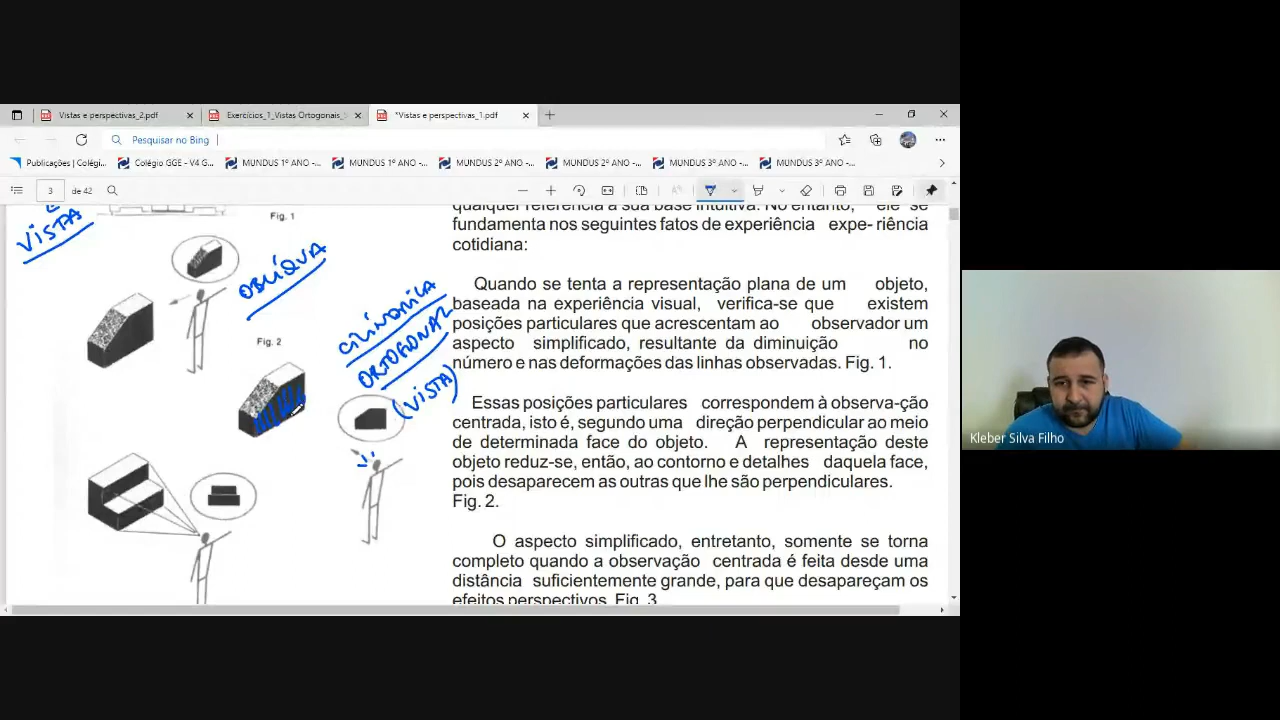 Vistas e perspectivas_2.pdf
Exercícios_1_Vistas Ortogonais_
*Vistas e perspectivas_1.pdf
Pesquisar no Bing
Publicações | Colégi...
Colégio GGE - V4 G...
MUNDUS 1º ANO -...
MUNDUS 1º ANO -...
MUNDUS 2º ANO -...
MUNDUS 2º ANO -...
MUNDUS 3º ANO -...
MUNDUS 3º ANO -...
3
de 42
VISTA
Fig. 1
OBLÍQUA
Fig. 2
CILÍNDRICA
ORTOGONAL
(VISTA)
qualquer referência a sua base intuitiva. No entanto, ele se
fundamenta nos seguintes fatos de experiência expe- riência
cotidiana:
Quando se tenta a representação plana de um objeto,
baseada na experiência visual, verifica-se que existem
posições particulares que acrescentam ao observador um
aspecto simplificado, resultante da diminuição no
número e nas deformações das linhas observadas. Fig. 1.
Essas posições particulares correspondem à observa-ção
centrada, isto é, segundo uma direção perpendicular ao meio
de determinada face do objeto. A representação deste
objeto reduz-se, então, ao contorno e detalhes daquela face,
pois desaparecem as outras que lhe são perpendiculares.
Fig. 2.
O aspecto simplificado, entretanto, somente se torna
completo quando a observação centrada é feita desde uma
distância suficientemente grande, para que desapareçam os
efeitos perspectivos. Fig. 3
Kleber Silva Filho